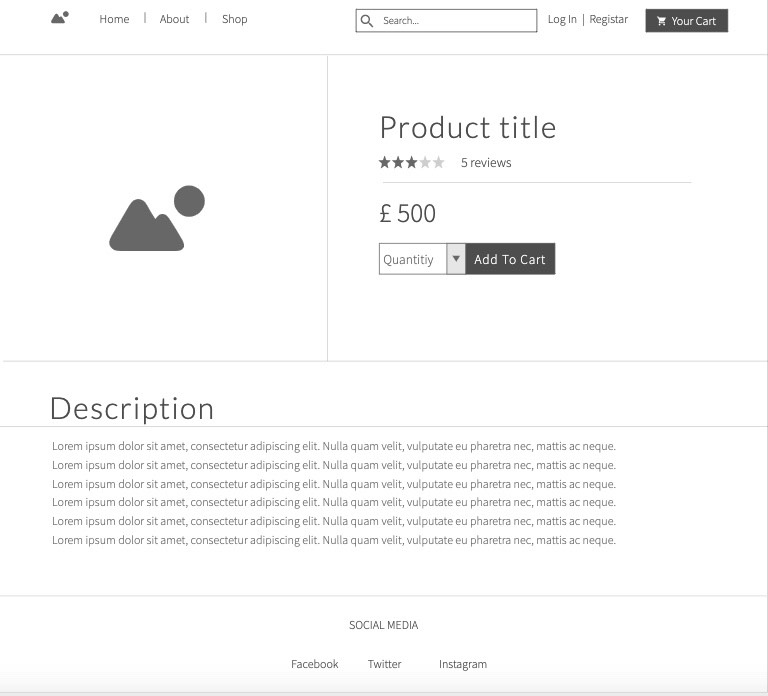 Home | About | Shop Search... Log In | Registar Your Cart
Product title
5 reviews
£ 500
Quantitiy Add To Cart
Description
Lorem ipsum dolor sit amet, consectetur adipiscing elit. Nulla quam velit, vulputate eu pharetra nec, mattis ac neque.
Lorem ipsum dolor sit amet, consectetur adipiscing elit. Nulla quam velit, vulputate eu pharetra nec, mattis ac neque.
Lorem ipsum dolor sit amet, consectetur adipiscing elit. Nulla quam velit, vulputate eu pharetra nec, mattis ac neque.
Lorem ipsum dolor sit amet, consectetur adipiscing elit. Nulla quam velit, vulputate eu pharetra nec, mattis ac neque.
Lorem ipsum dolor sit amet, consectetur adipiscing elit. Nulla quam velit, vulputate eu pharetra nec, mattis ac neque.
Lorem ipsum dolor sit amet, consectetur adipiscing elit. Nulla quam velit, vulputate eu pharetra nec, mattis ac neque.
SOCIAL MEDIA
Facebook Twitter Instagram